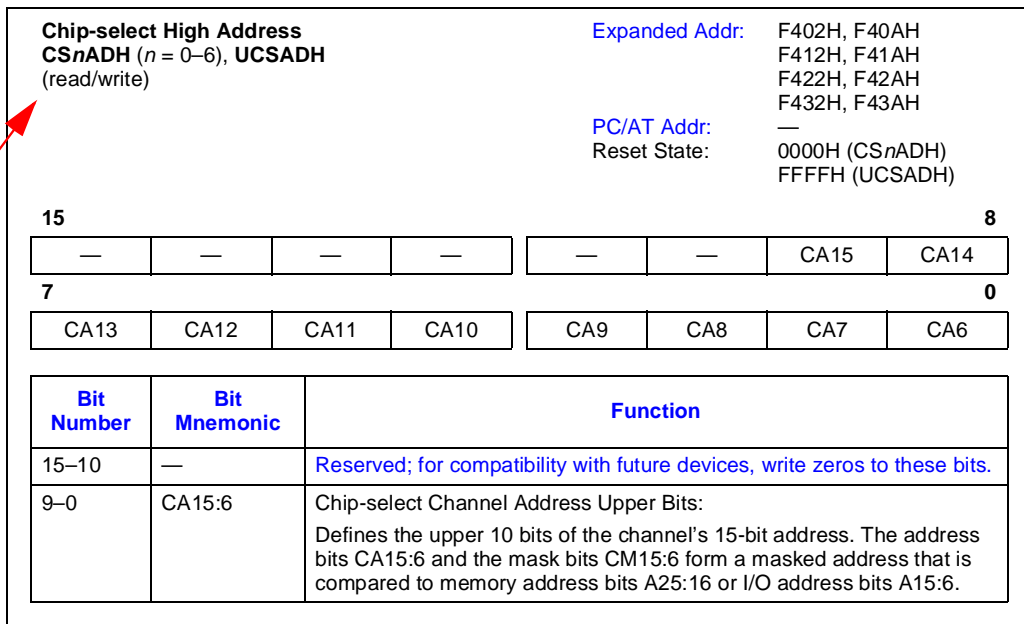 Chip-select High Address Expanded Addr: F402H, F40AH
CSnADH (n = 0–6), UCSADH F412H, F41AH
(read/write) F422H, F42AH
F432H, F43AH
PC/AT Addr: —
Reset State: 0000H (CSnADH)
FFFFH (UCSADH)
15 8
— — — — — — CA15 CA14
7 0
CA13 CA12 CA11 CA10 CA9 CA8 CA7 CA6
Bit Number Bit Mnemonic Function
15–10 — Reserved; for compatibility with future devices, write zeros to these bits.
9–0 CA15:6 Chip-select Channel Address Upper Bits:
Defines the upper 10 bits of the channel's 15-bit address. The address
bits CA15:6 and the mask bits CM15:6 form a masked address that is
compared to memory address bits A25:16 or I/O address bits A15:6.